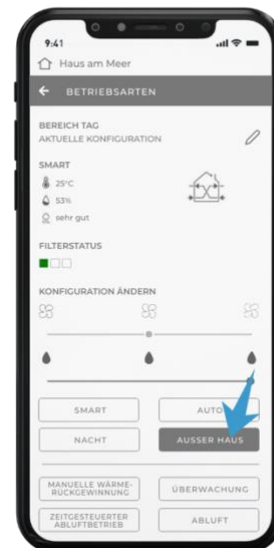 9:41
Haus am Meer
BETRIEBSARTEN
BEREICH TAG
AKTUELLE KONFIGURATION
SMART
25°C
53%
sehr gut
FILTERSTATUS
KONFIGURATION ÄNDERN
SMART
AUTO
NACHT
AUSSER HAUS
MANUELLE WÄRME-
RÜCKGEWINNUNG
ÜBERWACHUNG
ZEITGESTEUERTER
ABLUFTBETRIEB
ABLUFT